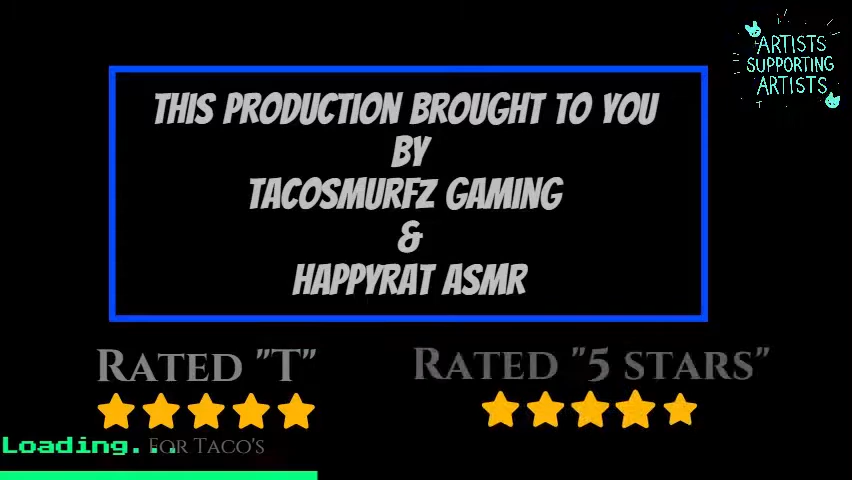 ARTISTS
SUPPORTING
ARTISTS
THIS PRODUCTION BROUGHT TO YOU
BY
TACOSMURFZ GAMING
&
HAPPYRAT ASMR
RATED "T"
RATED "5 STARS"
Loading...
FOR TACO'S